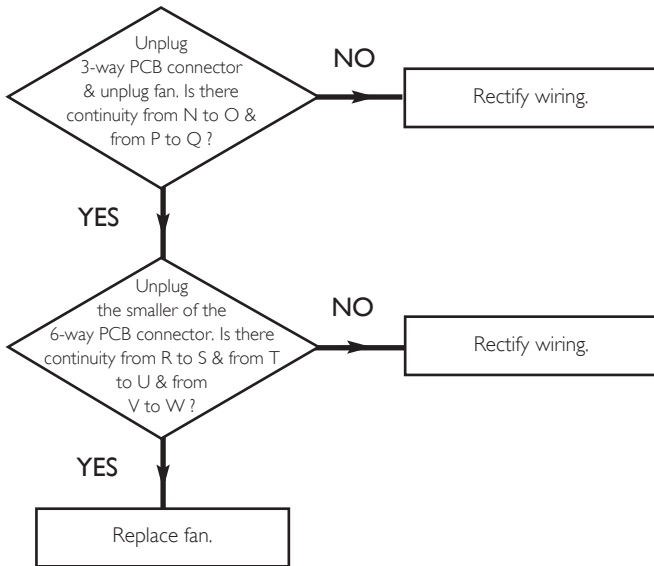 Unplug
3-way PCB connector
& unplug fan. Is there
continuity from N to O &
from P to Q ?
NO
Rectify wiring.
YES
Unplug
the smaller of the
6-way PCB connector. Is there
continuity from R to S & from T
to U & from
V to W ?
NO
Rectify wiring.
YES
Replace fan.